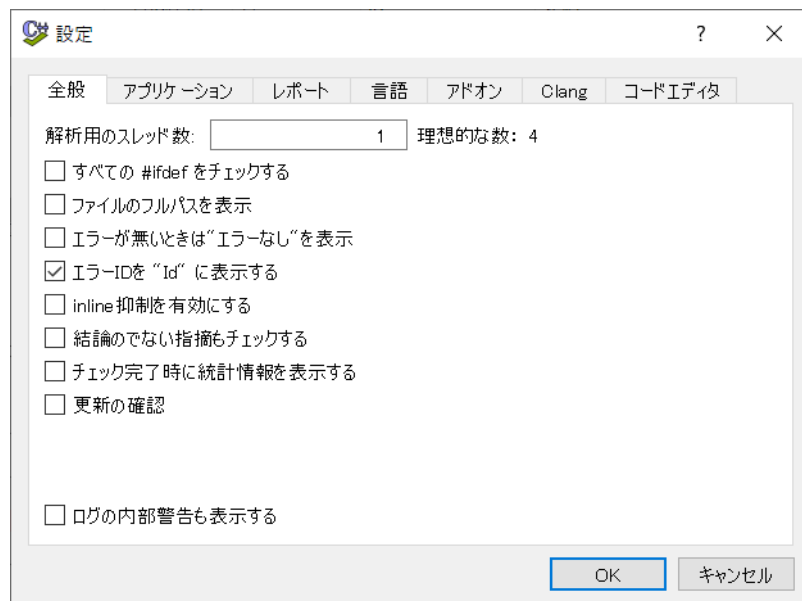 設定
?
全般 アプリケーション レポート 言語 アドオン Clang コードエディタ
解析用のスレッド数: 1 理想的な数: 4
すべての #ifdef をチェックする
ファイルのフルパスを表示
エラーが無いときは"エラーなし"を表示
エラーIDを "Id" に表示する
inline抑制を有効にする
結論のでない指摘もチェックする
チェック完了時に統計情報を表示する
更新の確認
ログの内部警告も表示する
OK キャンセル